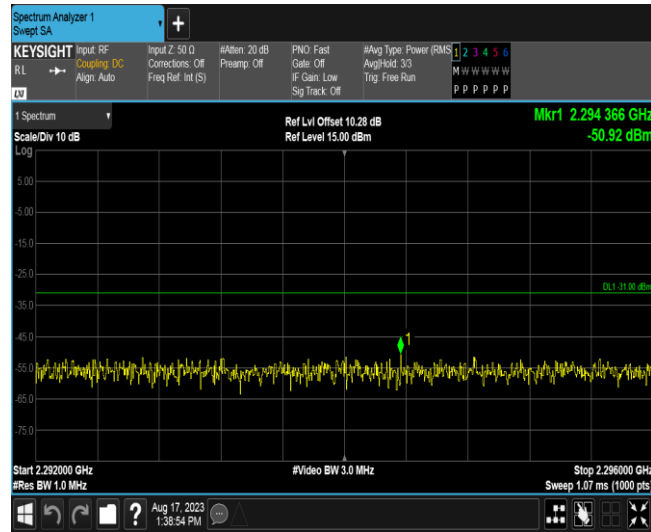 Spectrum Analyzer 1
Swept SA
KEYSIGHT Input: RF
RL
Coupling: DC
Align: Auto
Input Z: 50 Ω
Corrections: Off
Freq Ref: Int (S)
#Atten: 20 dB
Preamp: Off
PNO: Fast
Gate: Off
IF Gain: Low
Sig Track: Off
#Avg Type: Power (RMS
Avg|Hold: 3/3
Trig: Free Run
1 2 3 4 5 6
M W W W W W
P P P P P P
LXI
1 Spectrum
Scale/Div 10 dB
Log
Ref Lvl Offset 10.28 dB
Ref Level 15.00 dBm
Mkr1 2.294 366 GHz
-50.92 dBm
5.00
-5.00
-15.0
-25.0
DL1 -31.00 dBm
-35.0
-45.0
1
-55.0
-65.0
-75.0
Start 2.292000 GHz
#Res BW 1.0 MHz
#Video BW 3.0 MHz
Stop 2.296000 GHz
Sweep 1.07 ms (1000 pts
?
Aug 17, 2023
1:38:54 PM